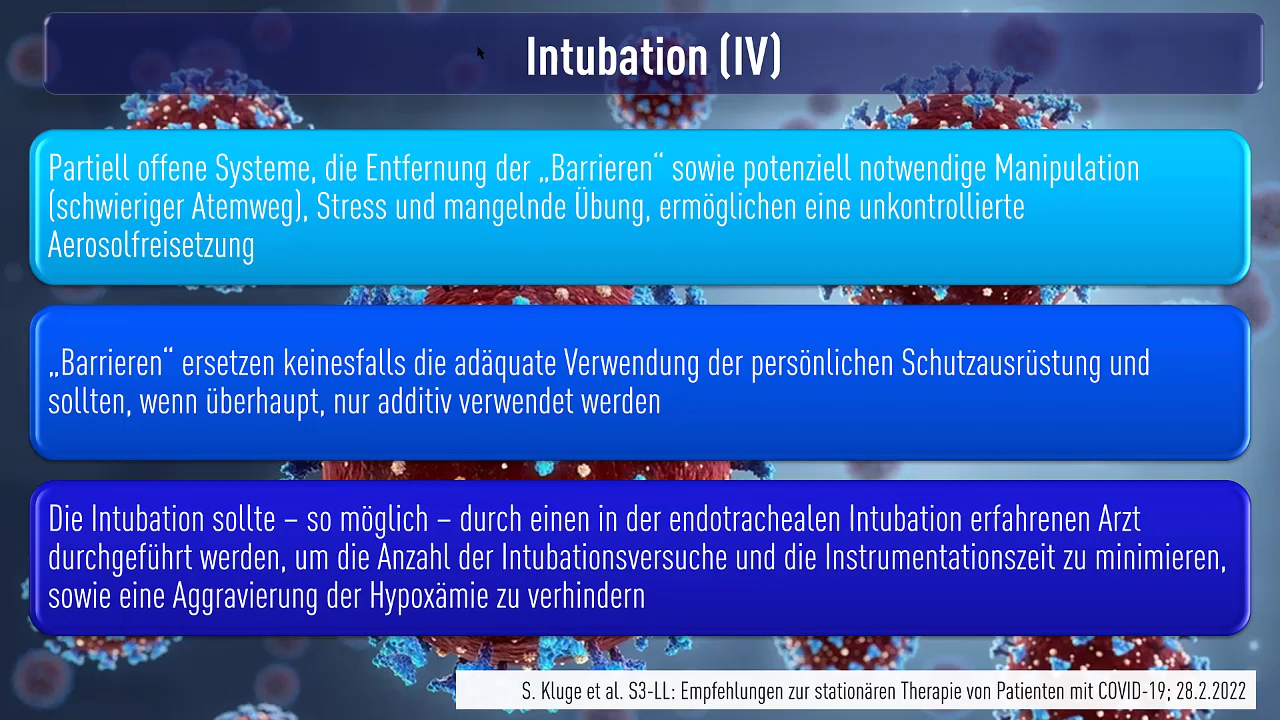 Intubation (IV)
Partiell offene Systeme, die Entfernung der „Barrieren“ sowie potenziell notwendige Manipulation
(schwieriger Atemweg), Stress und mangelnde Übung, ermöglichen eine unkontrollierte
Aerosolfreisetzung
„Barrieren“ ersetzen keinesfalls die adäquate Verwendung der persönlichen Schutzausrüstung und
sollten, wenn überhaupt, nur additiv verwendet werden
Die Intubation sollte – so möglich – durch einen in der endotrachealen Intubation erfahrenen Arzt
durchgeführt werden, um die Anzahl der Intubationsversuche und die Instrumentationszeit zu minimieren,
sowie eine Aggravierung der Hypoxämie zu verhindern
S. Kluge et al. S3-LL: Empfehlungen zur stationären Therapie von Patienten mit COVID-19; 28.2.2022